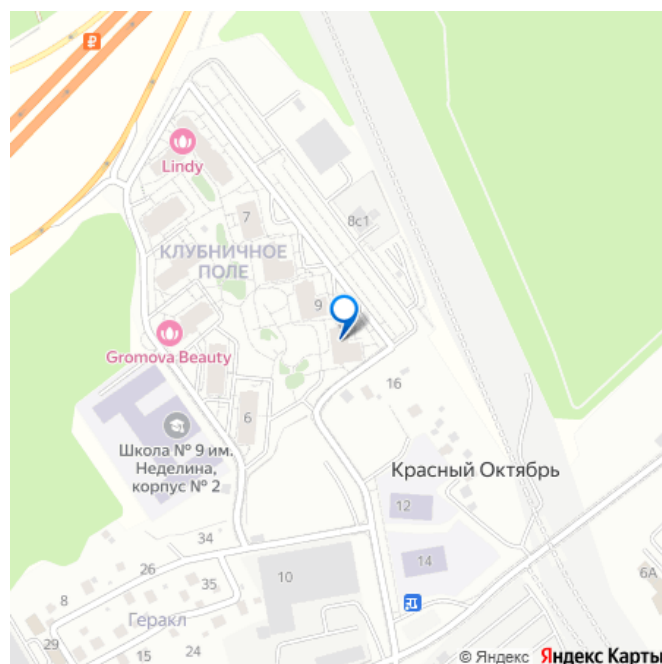 ₽
Lindy
8с1
7
КЛУБНИЧНОЕ
ПОЛЕ
9
Gromova Beauty
16
6
Школа № 9 им.
Неделина,
корпус № 2
Красный Октябрь
12
34
26
14
10
35
6А
8
Геракл
29
15
24
© Яндекс Яндекс Карты